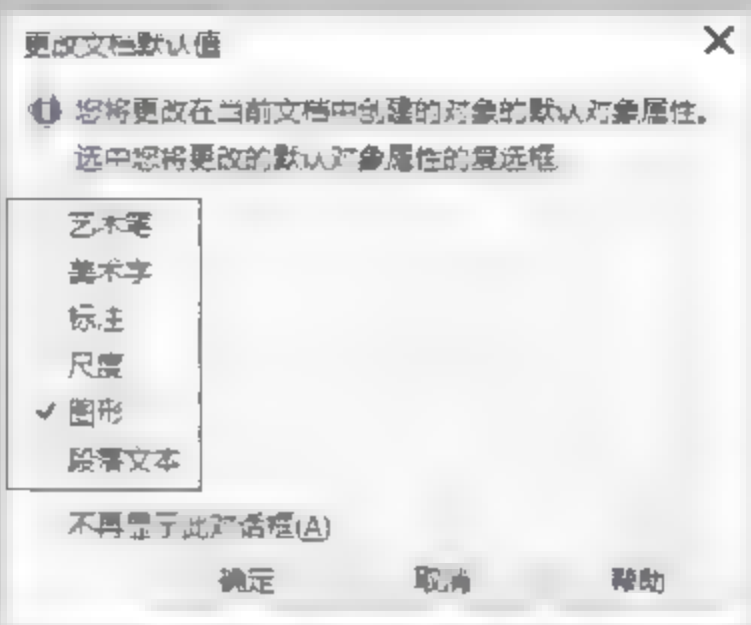 更改文档默认值
您将更改在当前文档中创建的对象的默认对象属性。
选中您将更改的默认对象属性的复选框
艺术笔
美术字
标注
尺度
图形
段落文本
不再显示此对话框(A)
确定
取消
帮助